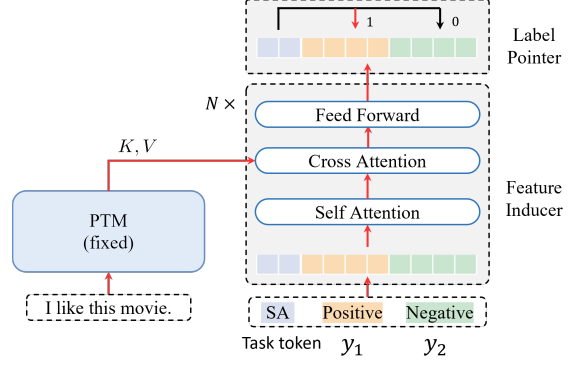 1
0
Label
Pointer
N ×
Feed Forward
K, V
Cross Attention
Feature
Inducer
PTM
(fixed)
Self Attention
I like this movie.
SA
Positive
Negative
Task token
y₁
y₂